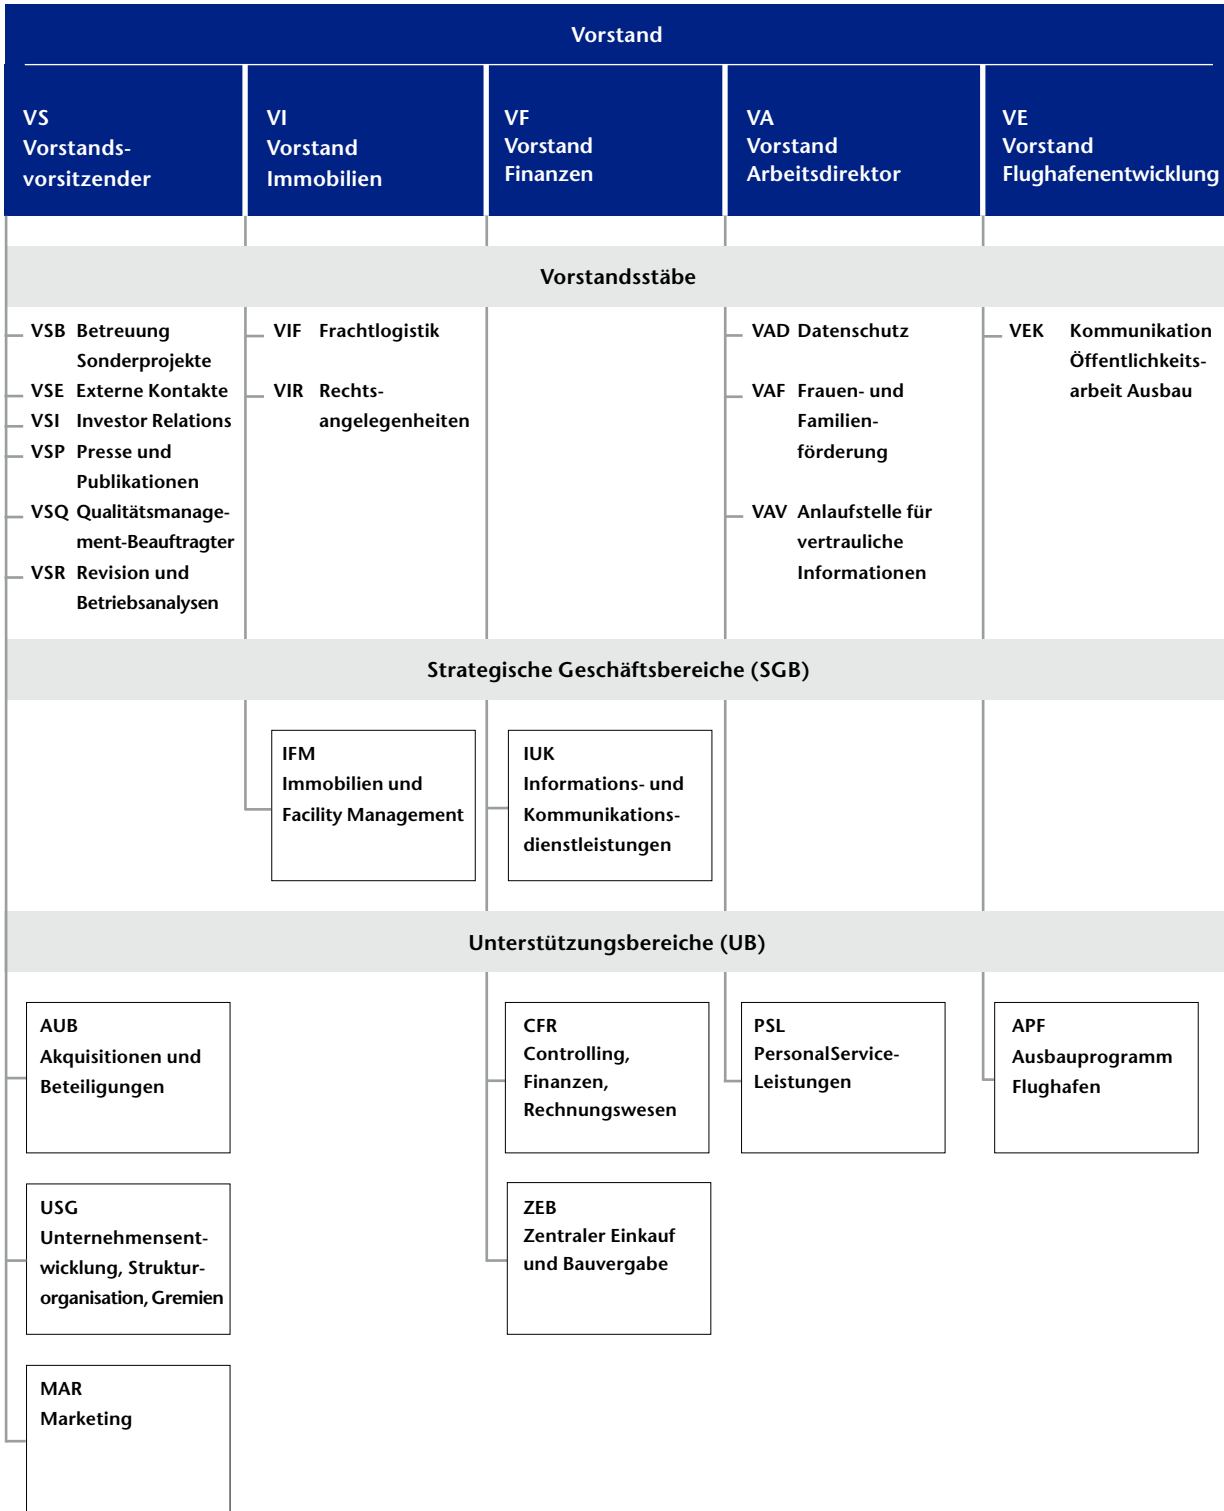 Vorstand
VS
Vorstands-
vorsitzender
VI
Vorstand
Immobilien
VF
Vorstand
Finanzen
VA
Vorstand
Arbeitsdirektor
VE
Vorstand
Flughafenentwicklung
Vorstandsstäbe
VSB Betreuung
Sonderprojekte
VSE Externe Kontakte
VSI Investor Relations
VSP Presse und
Publikationen
VSQ Qualitätsmanage-
ment-Beauftragter
VSR Revision und
Betriebsanalysen
VIF Frachtlogistik
VIR Rechts-
angelegenheiten
VAD Datenschutz
VAF Frauen- und
Familien-
förderung
VAV Anlaufstelle für
vertrauliche
Informationen
VEK Kommunikation
Öffentlichkeits-
arbeit Ausbau
Strategische Geschäftsbereiche (SGB)
IFM
Immobilien und
Facility Management
IUK
Informations- und
Kommunikations-
dienstleistungen
Unterstützungsbereiche (UB)
AUB
Akquisitionen und
Beteiligungen
CFR
Controlling,
Finanzen,
Rechnungswesen
PSL
PersonalService-
Leistungen
APF
Ausbauprogramm
Flughafen
USG
Unternehmensent-
wicklung, Struktur-
organisation, Gremien
ZEB
Zentraler Einkauf
und Bauvergabe
MAR
Marketing